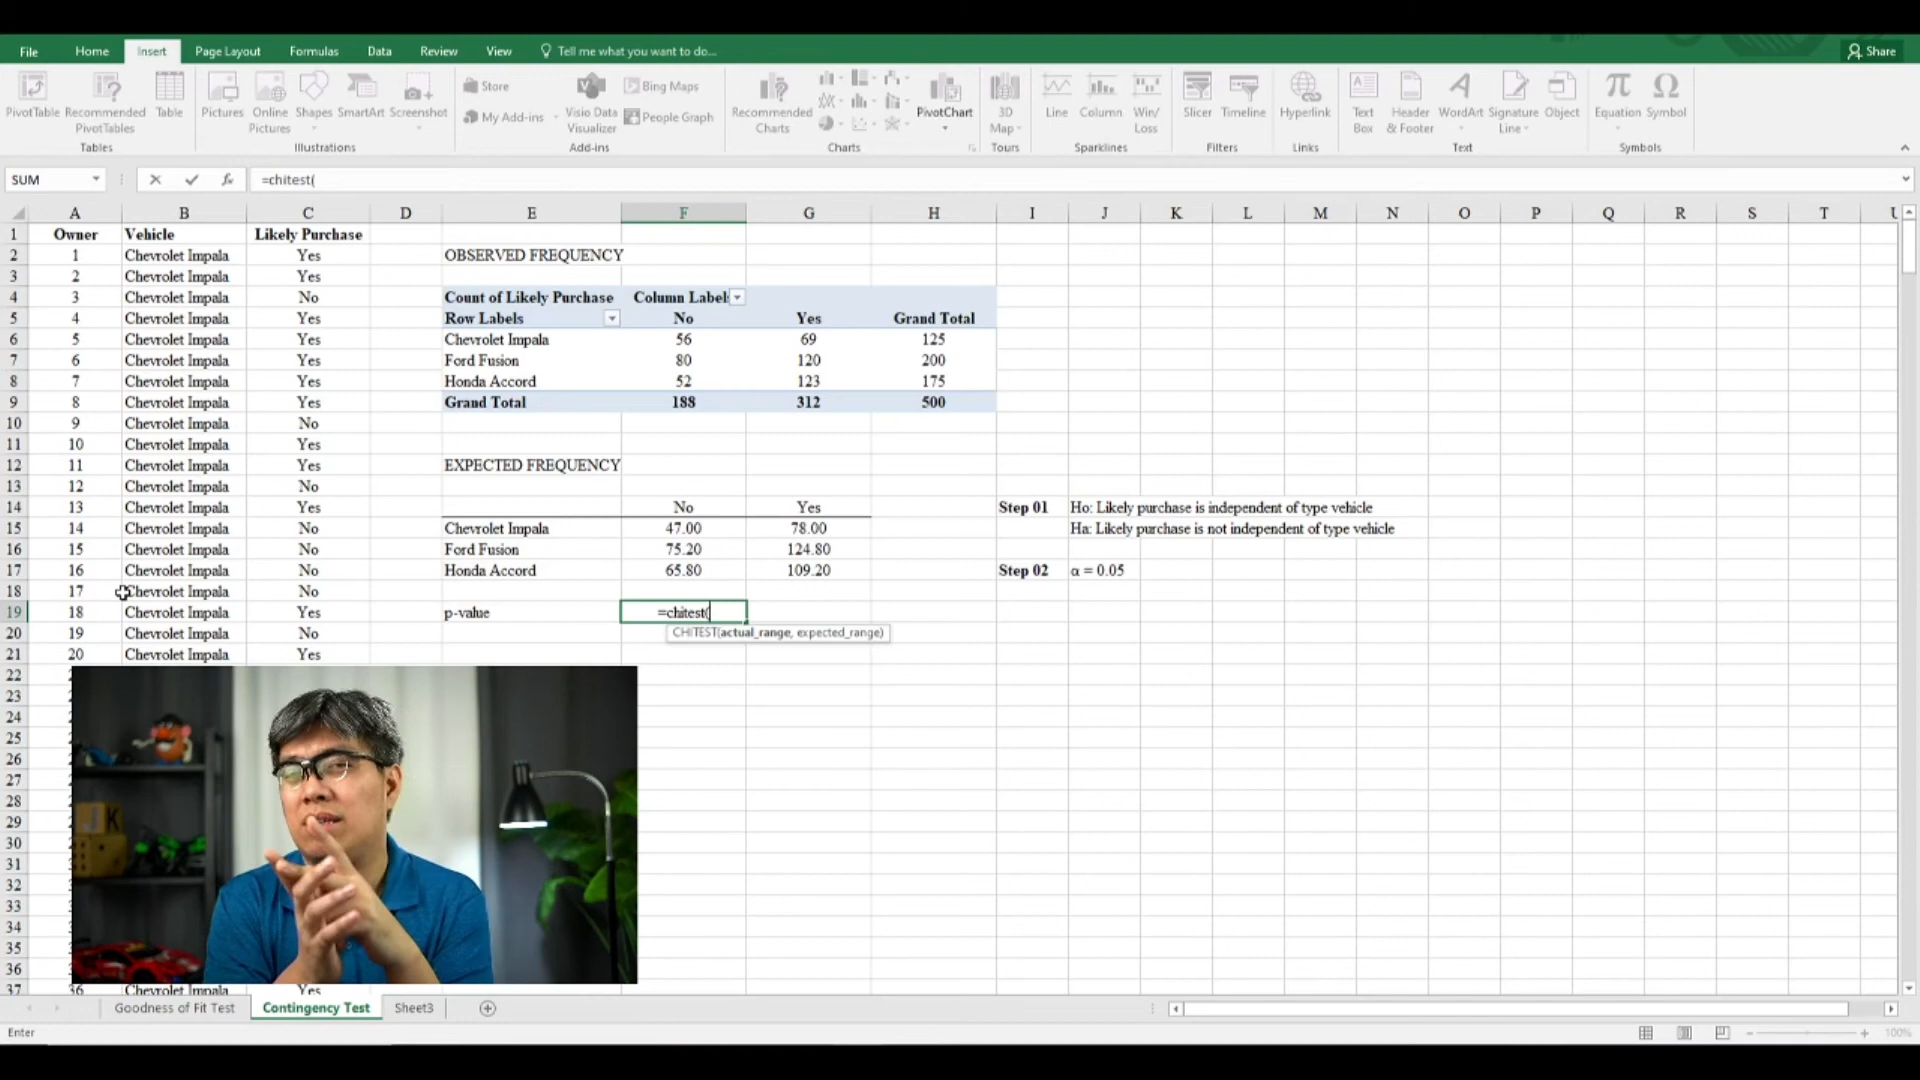 File Home Insert Page Layout Formulas Data Review View Tell me what you want to do... Share
PivotTable Recommended PivotTables Table Pictures Online Pictures Shapes SmartArt Screenshot Store My Add-ins Visio Data Visualizer Bing Maps People Graph Recommended Charts PivotChart 3D Map Line Column Win/Loss Slicer Timeline Hyperlink Text Box Header & Footer WordArt Signature Line Object Equation Symbol
Tables Illustrations Add-ins Charts Tours Sparklines Filters Links Text Symbols
SUM fx =chitest(
A B C D E F G H I J K L M N O P Q R S T U
1 Owner Vehicle Likely Purchase
2 1 Chevrolet Impala Yes OBSERVED FREQUENCY
3 2 Chevrolet Impala Yes
4 3 Chevrolet Impala No Count of Likely Purchase Column Label
5 4 Chevrolet Impala Yes Row Labels No Yes Grand Total
6 5 Chevrolet Impala Yes Chevrolet Impala 56 69 125
7 6 Chevrolet Impala Yes Ford Fusion 80 120 200
8 7 Chevrolet Impala Yes Honda Accord 52 123 175
9 8 Chevrolet Impala Yes Grand Total 188 312 500
10 9 Chevrolet Impala No
11 10 Chevrolet Impala Yes
12 11 Chevrolet Impala Yes EXPECTED FREQUENCY
13 12 Chevrolet Impala No
14 13 Chevrolet Impala Yes No Yes Step 01 Ho: Likely purchase is independent of type vehicle
15 14 Chevrolet Impala No Chevrolet Impala 47.00 78.00 Ha: Likely purchase is not independent of type vehicle
16 15 Chevrolet Impala No Ford Fusion 75.20 124.80
17 16 Chevrolet Impala No Honda Accord 65.80 109.20 Step 02 α = 0.05
18 17 Chevrolet Impala No
19 18 Chevrolet Impala Yes p-value =chitest(
20 19 Chevrolet Impala No CHITEST(actual_range, expected_range)
21 20 Chevrolet Impala Yes
22
23
24
25
26
27
28
29
30
31
32
33
34
35
36
37 36 Chevrolet Impala Yes
Goodness of Fit Test Contingency Test Sheet3
Enter 100%